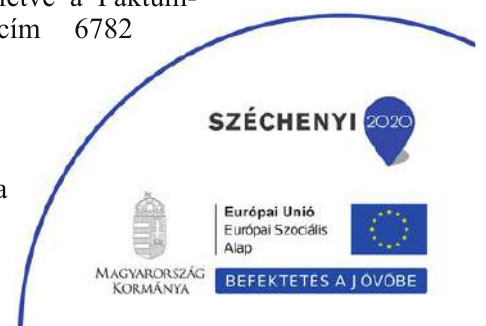 a
cím 6782
a
SZÉCHENYI 2020
Európai Unió
Európai Szociális
Alap
MAGYARORSZÁG
KORMÁNYA
BEFEKTETÉS A JÖVŐBE